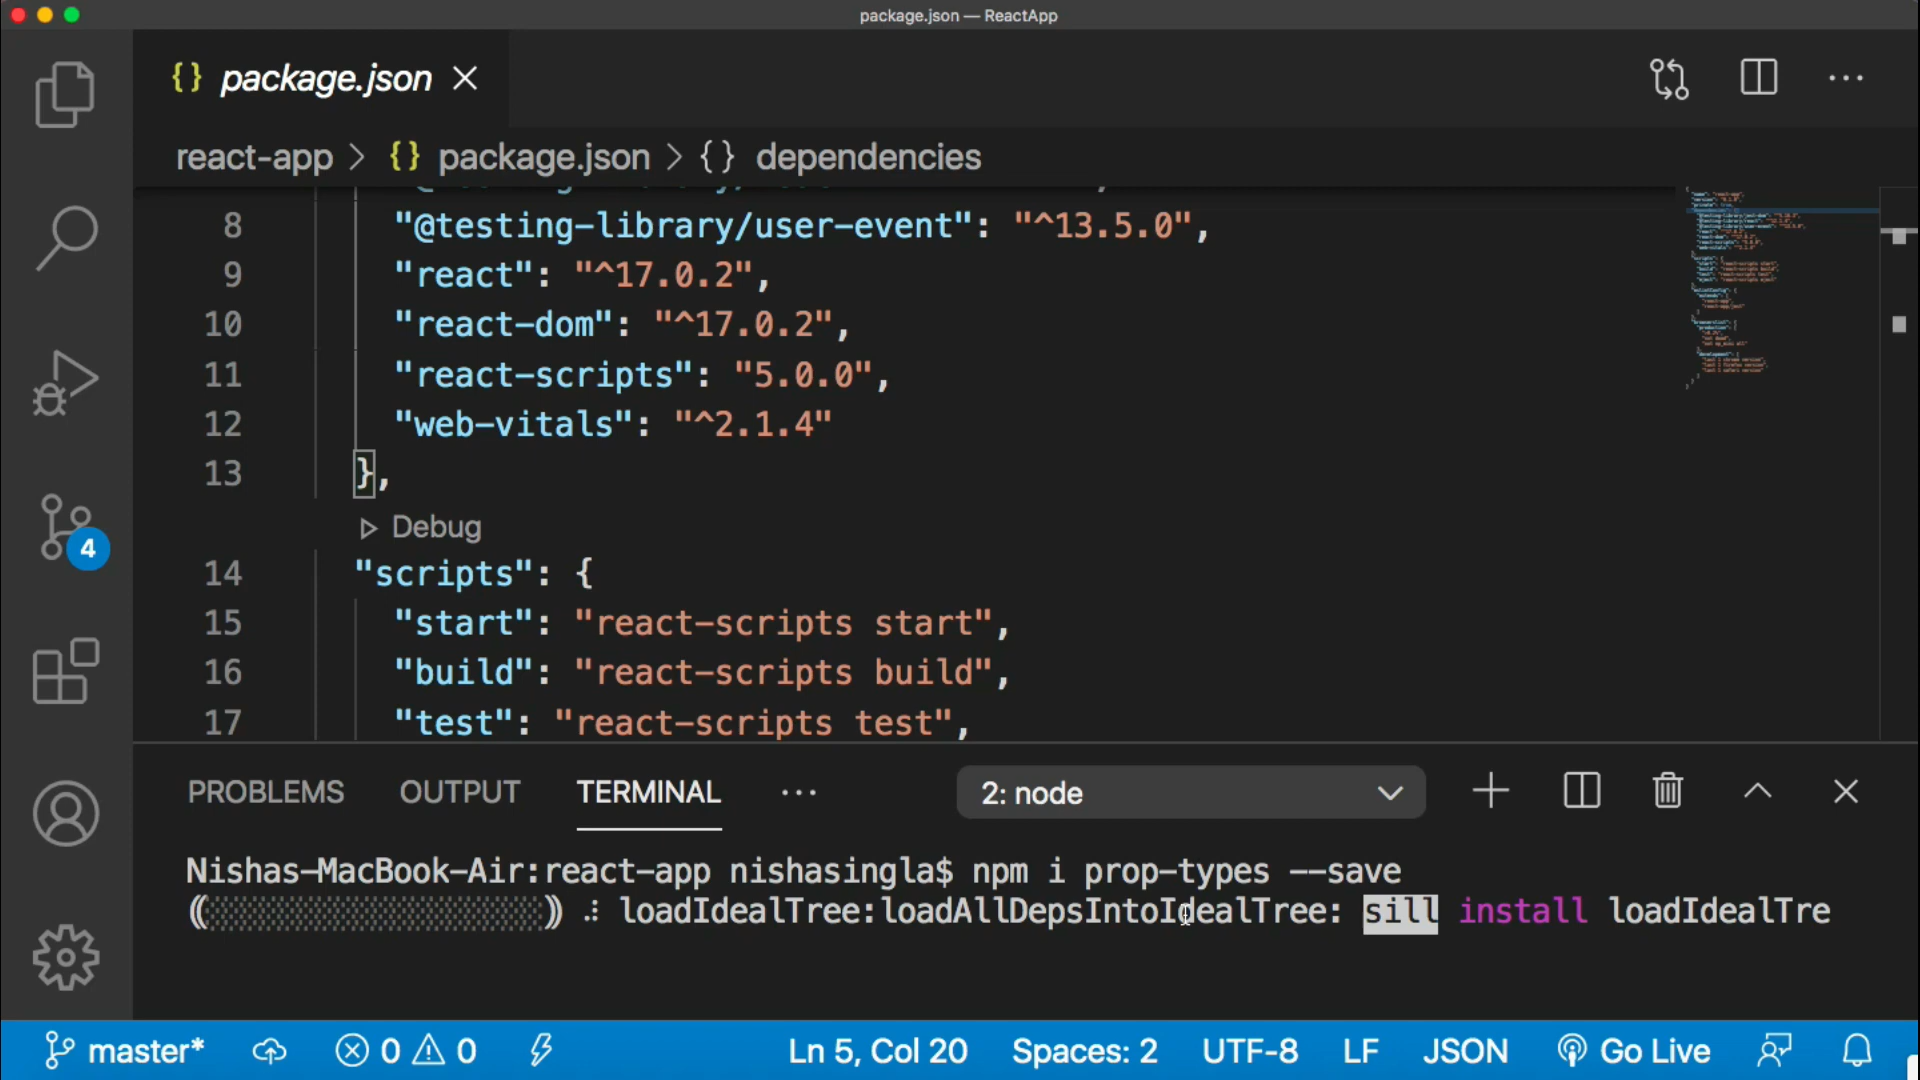 package.json — ReactApp
{} package.json
react-app > {} package.json > {} dependencies
8 "@testing-library/user-event": "^13.5.0",
9 "react": "^17.0.2",
10 "react-dom": "^17.0.2",
11 "react-scripts": "5.0.0",
12 "web-vitals": "^2.1.4"
13 },
Debug
14 "scripts": {
15 "start": "react-scripts start",
16 "build": "react-scripts build",
17 "test": "react-scripts test",
4
PROBLEMS OUTPUT TERMINAL ··· 2: node
Nishas-MacBook-Air:react-app nishasingla$ npm i prop-types --save
((░░░░░░░░░░░░░░░░░░)) ⠼ loadIdealTree:loadAllDepsIntoIdealTree: sill install loadIdealTre
master* 0 0 Ln 5, Col 20 Spaces: 2 UTF-8 LF JSON Go Live